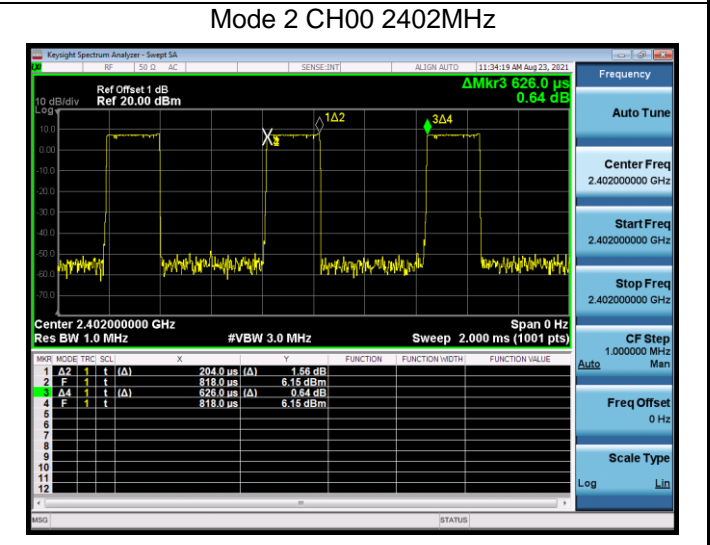 Mode 2 CH00 2402MHz
Keysight Spectrum Analyzer - Swept SA
RF 50 Ω AC SENSE:INT ALIGN AUTO 11:34:19 AM Aug 23, 2021
Frequency
ΔMkr3 626.0 µs
0.64 dB
Ref Offset 1 dB
10 dB/div Ref 20.00 dBm
Log
10.0
0.00
-10.0
-20.0
-30.0
-40.0
-50.0
-60.0
-70.0
1Δ2
3Δ4
X
Center 2.402000000 GHz Span 0 Hz
Res BW 1.0 MHz #VBW 3.0 MHz Sweep 2.000 ms (1001 pts)
MKR MODE TRC SCL X Y FUNCTION FUNCTION WIDTH FUNCTION VALUE
1 Δ2 1 t (Δ) 204.0 µs (Δ) 1.56 dB
2 F 1 t 818.0 µs 6.15 dBm
3 Δ4 1 t (Δ) 626.0 µs (Δ) 0.64 dB
4 F 1 t 818.0 µs 6.15 dBm
5
6
7
8
9
10
11
12
MSG STATUS
Auto Tune
Center Freq
2.402000000 GHz
Start Freq
2.402000000 GHz
Stop Freq
2.402000000 GHz
CF Step
1.000000 MHz
Auto Man
Freq Offset
0 Hz
Scale Type
Log Lin